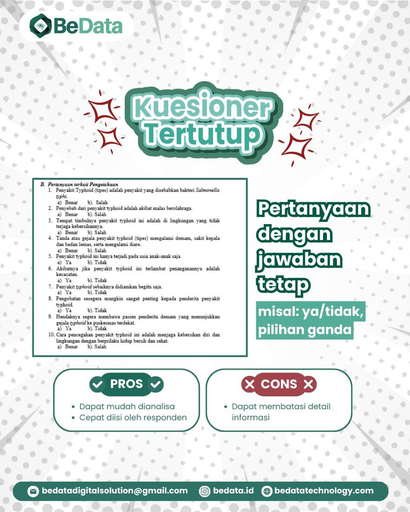 BeData
Kuesioner
Tertutup
B. Pertanyaan terkait Pengetahuan
1. Penyakit Typhoid (tipes) adalah penyakit yang disebabkan bakteri Salmonella
typhi.
a) Benar b). Salah
2. Penyebab dari penyakit typhoid adalah akibat malas berolahraga.
a) Benar b). Salah
3. Tempat timbulnya penyakit typhoid ini adalah di lingkungan yang tidak
terjaga kebersihannya.
a) Benar b). Salah
4. Tanda atau gejala penyakit typhoid (tipes) mengalami demam, sakit kepala
dan badan lemas, serta mengalami diare.
a) Benar b). Salah
5. Penyakit typhoid ini hanya terjadi pada usia anak-anak saja.
a) Ya b). Tidak
6. Akibatnya jika penyakit typhoid ini terlambat penanganannya adalah
kecacatan.
a) Ya b). Tidak
7. Penyakit typhoid sebaiknya didiamkan begitu saja.
a) Ya b). Tidak
8. Pengobatan sesegera mungkin sangat penting kepada penderita penyakit
typhoid.
a) Ya b). Tidak
9. Hendaknya segera membawa pasien penderita demam yang menunjukkan
gejala typhoid ke puskesmas terdekat.
a) Ya b). Tidak
10. Cara pencegahan penyakit typhoid ini adalah menjaga kebersihan diri dan
lingkungan dengan berprilaku hidup bersih dan sehat.
a) Benar b). Salah
Pertanyaan
dengan
jawaban
tetap
misal: ya/tidak,
pilihan ganda
PROS
• Dapat mudah dianalisa
• Cepat diisi oleh responden
CONS
• Dapat membatasi detail
informasi
bedatadigitalsolution@gmail.com bedata.id bedatatechnology.com